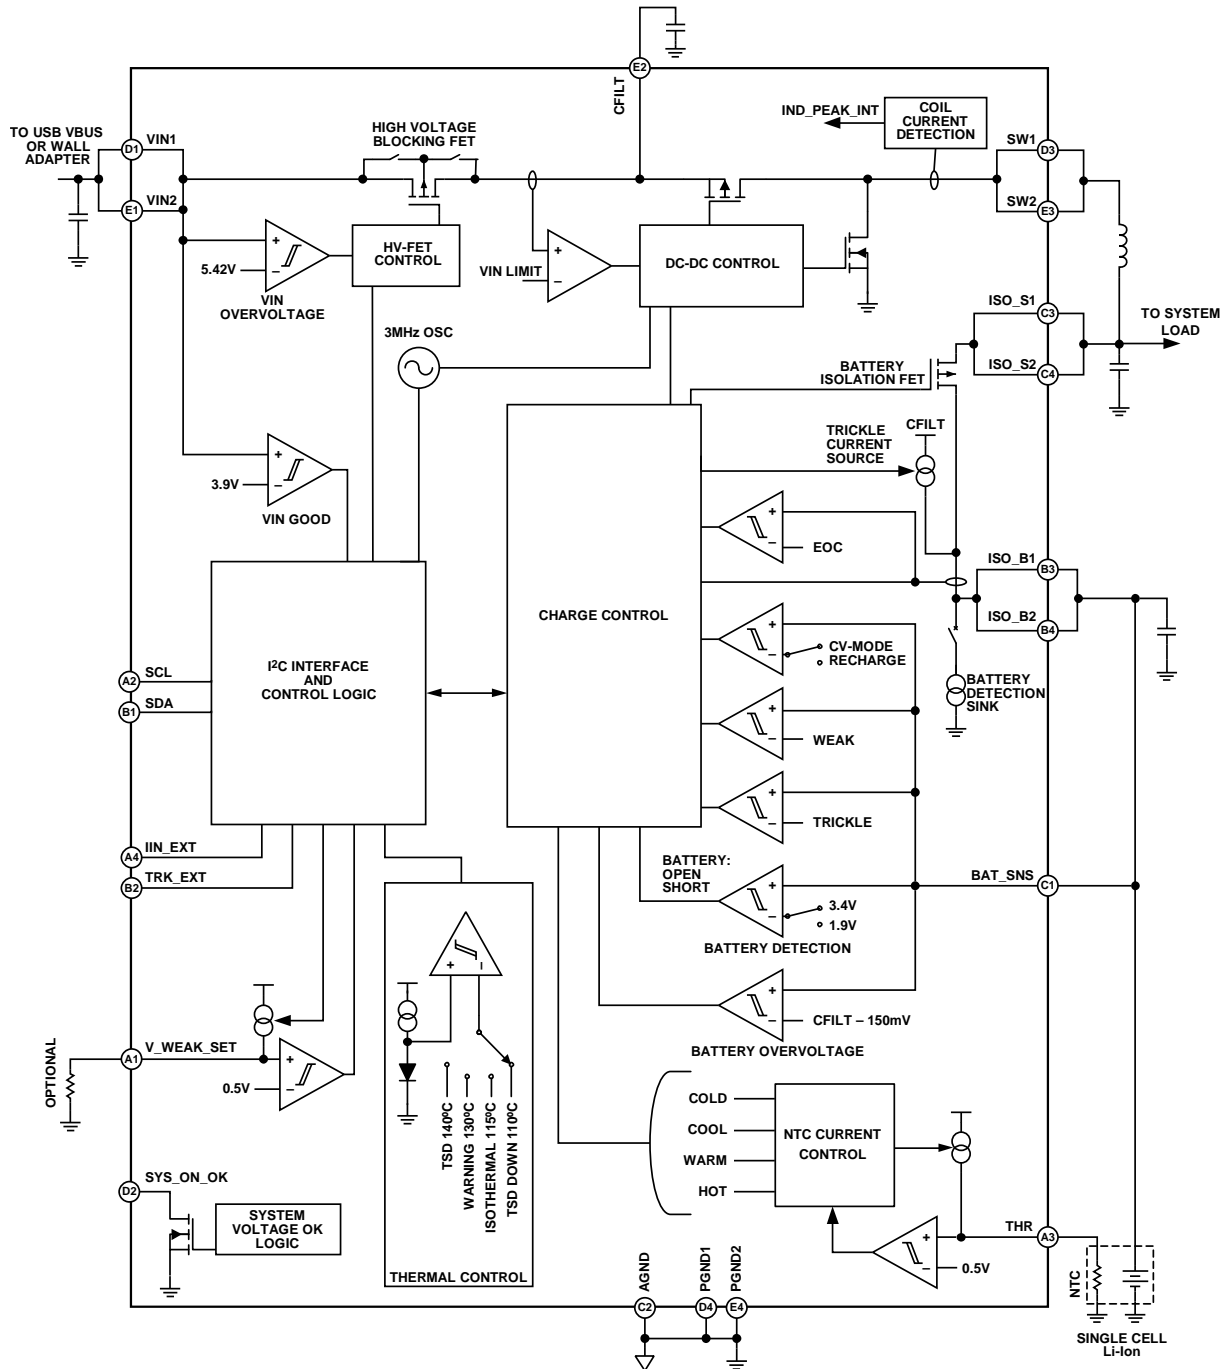 E2
CFILT
TO USB VBUS
OR WALL
ADAPTER
D1
VIN1
E1
VIN2
HIGH VOLTAGE
BLOCKING FET
IND_PEAK_INT
COIL
CURRENT
DETECTION
SW1
D3
SW2
E3
+
–
5.42V
VIN
OVERVOLTAGE
HV-FET
CONTROL
+
–
VIN LIMIT
DC-DC CONTROL
3MHz OSC
ISO_S1
C3
ISO_S2
C4
TO SYSTEM
LOAD
BATTERY
ISOLATION FET
TRICKLE
CURRENT
SOURCE
CFILT
+
–
3.9V
VIN GOOD
+
–
EOC
ISO_B1
B3
ISO_B2
B4
CHARGE CONTROL
+
–
CV-MODE
RECHARGE
BATTERY
DETECTION
SINK
I2C INTERFACE
AND
CONTROL LOGIC
A2
SCL
B1
SDA
+
–
WEAK
+
–
TRICKLE
A4
IIN_EXT
B2
TRK_EXT
BATTERY:
OPEN
SHORT
+
–
3.4V
1.9V
BATTERY DETECTION
BAT_SNS
C1
+
–
CFILT – 150mV
BATTERY OVERVOLTAGE
+
–
TSD 140ºC
WARNING 130ºC
ISOTHERMAL 115ºC
TSD DOWN 110ºC
THERMAL CONTROL
OPTIONAL
A1
V_WEAK_SET
+
–
0.5V
COLD
COOL
WARM
HOT
NTC CURRENT
CONTROL
D2
SYS_ON_OK
SYSTEM
VOLTAGE OK
LOGIC
+
–
0.5V
THR
A3
NTC
SINGLE CELL
Li-Ion
AGND
C2
PGND1
D4
PGND2
E4